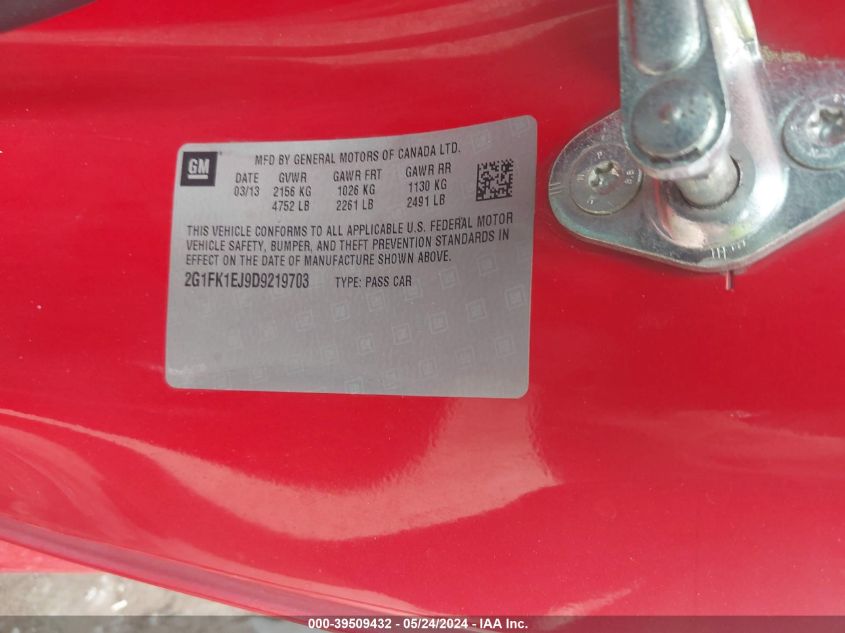 GM
MFD BY GENERAL MOTORS OF CANADA LTD.
DATE GVWR GAWR FRT GAWR RR
03/13 2156 KG 1026 KG 1130 KG
4752 LB 2261 LB 2491 LB
THIS VEHICLE CONFORMS TO ALL APPLICABLE U.S. FEDERAL MOTOR
VEHICLE SAFETY, BUMPER, AND THEFT PREVENTION STANDARDS IN
EFFECT ON THE DATE OF MANUFACTURE SHOWN ABOVE.
2G1FK1EJ9D9219703 TYPE: PASS CAR
8.8
000-39509432 - 05/24/2024 - IAA Inc.